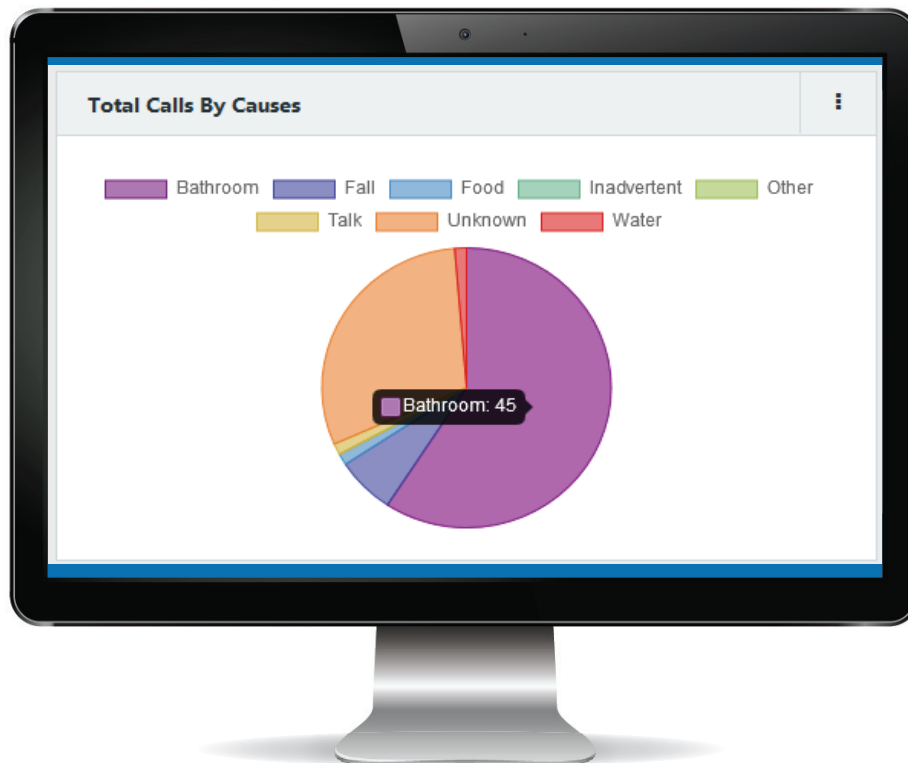 Total Calls By Causes
Bathroom Fall Food Inadvertent Other
Talk Unknown Water
Bathroom: 45